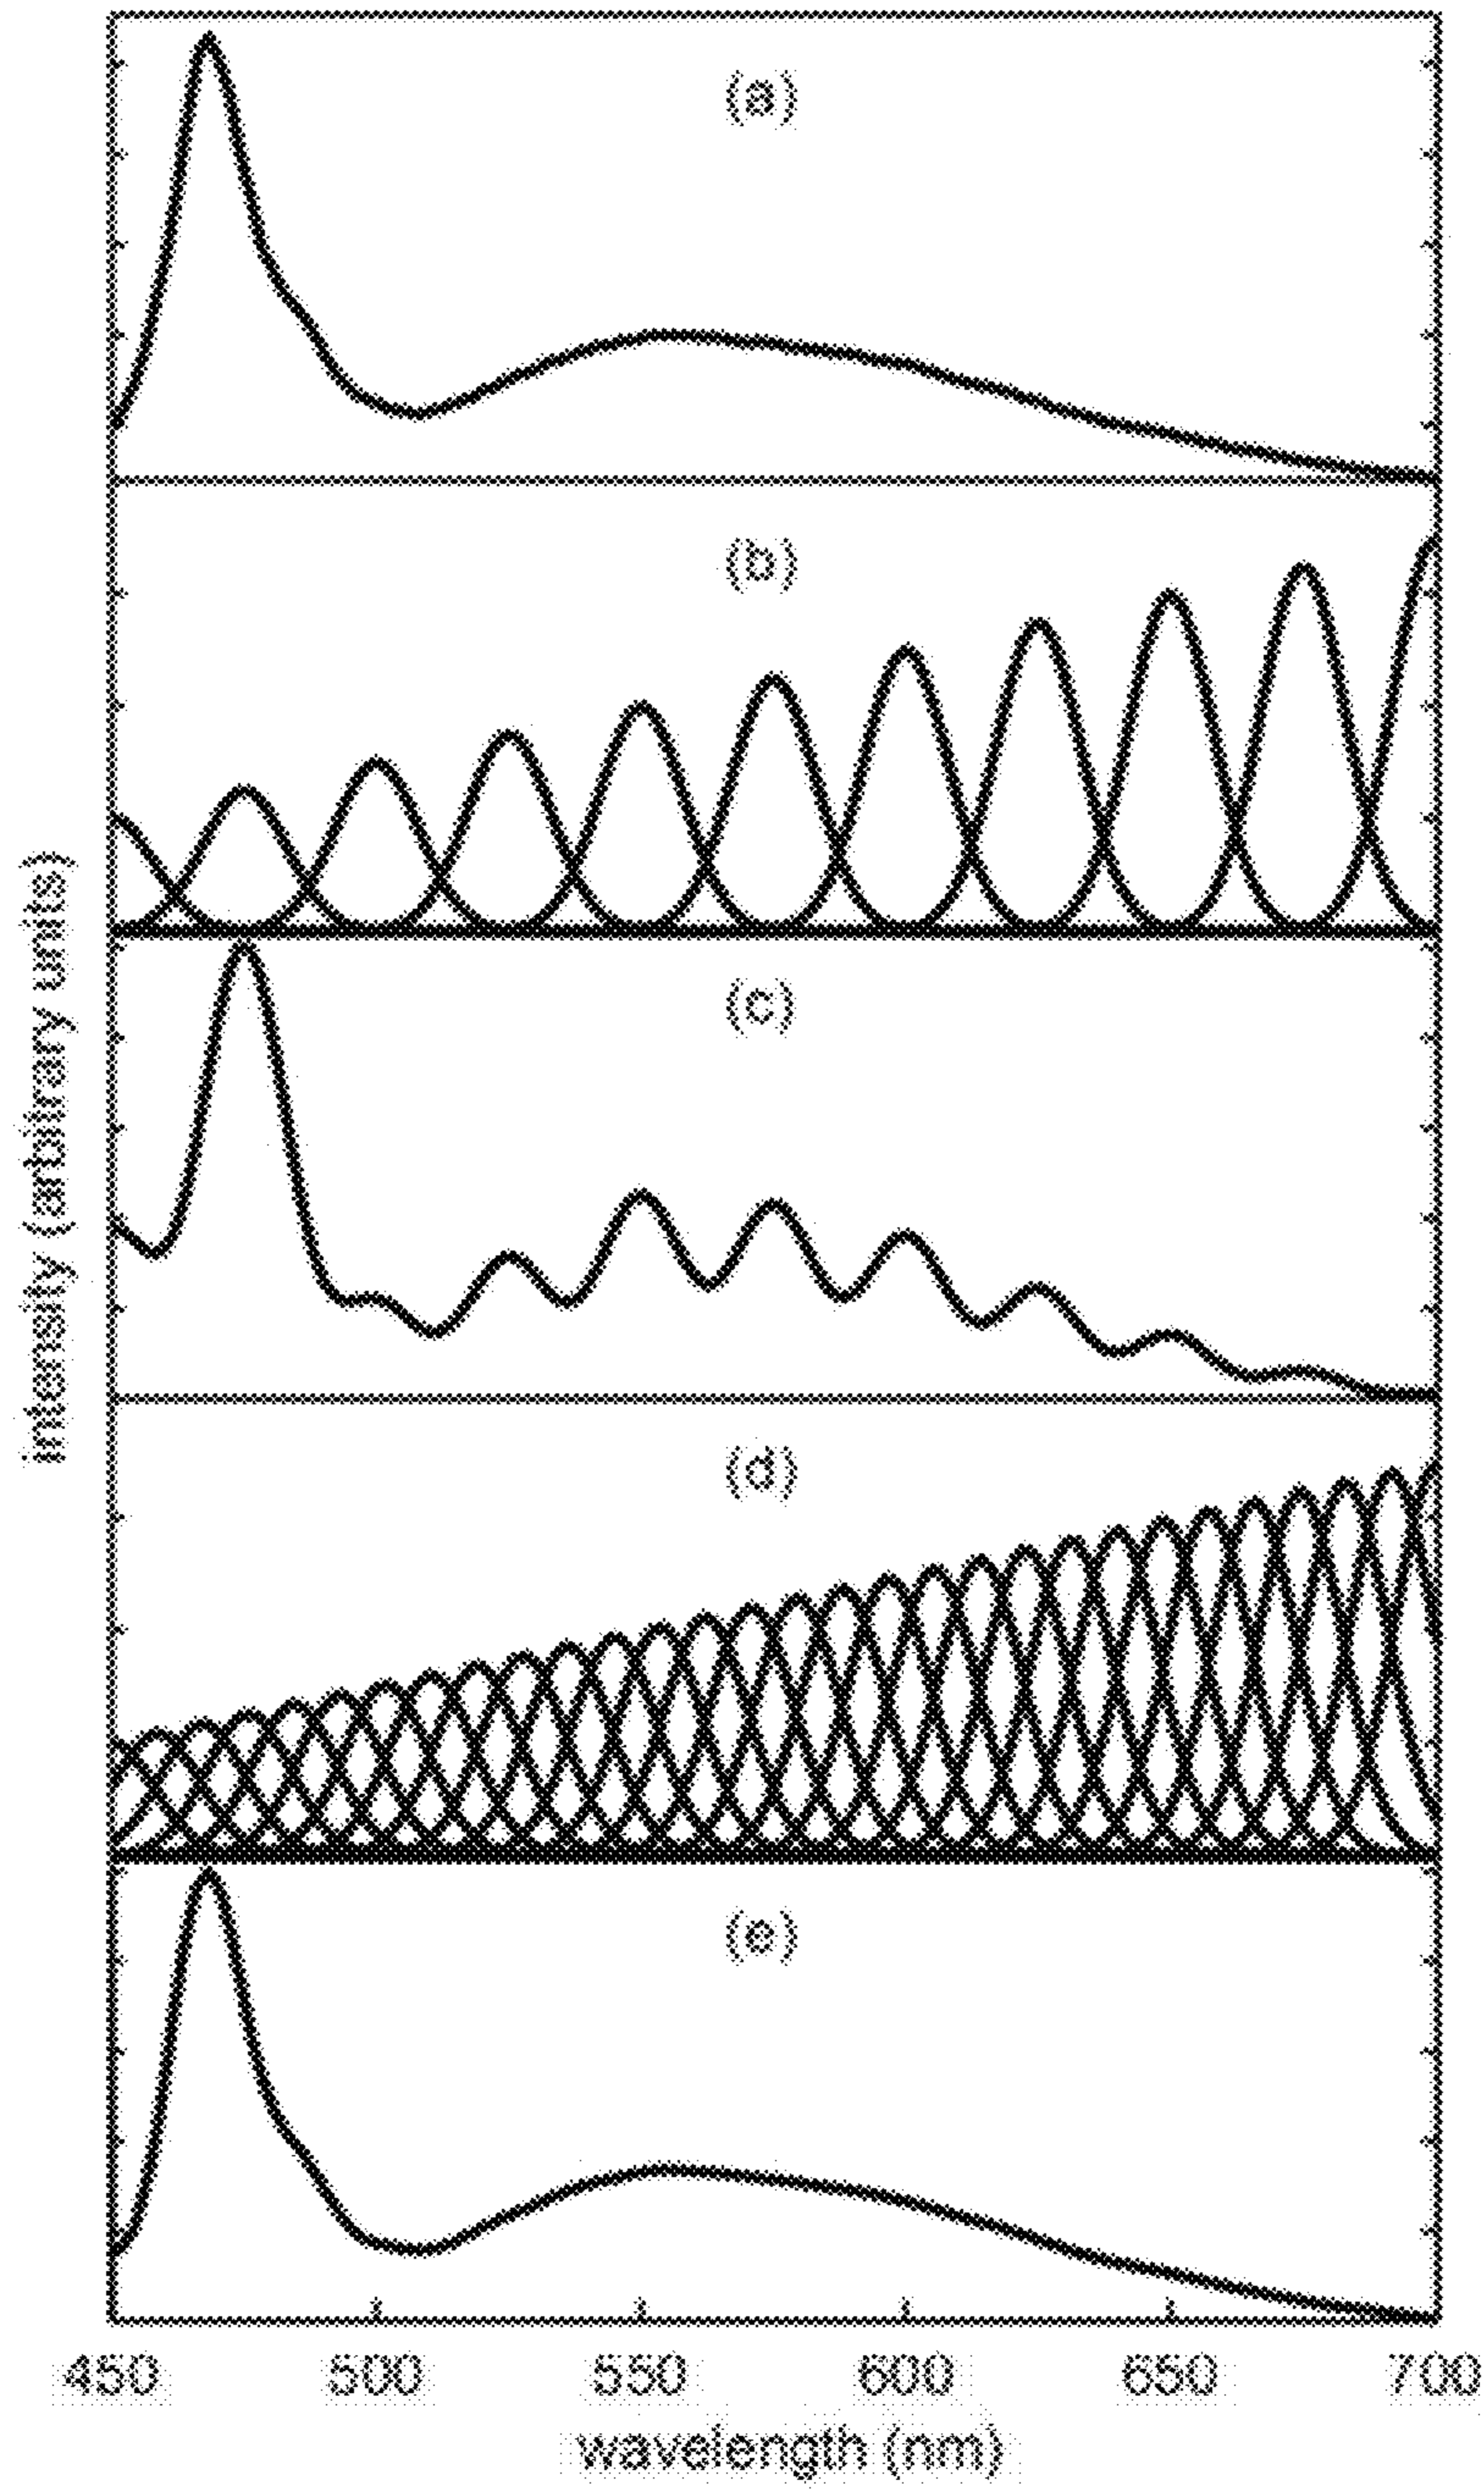 (a)
(b)
(c)
(d)
(e)
intensity (arbitrary units)
450 500 550 600 650 700
wavelength (nm)